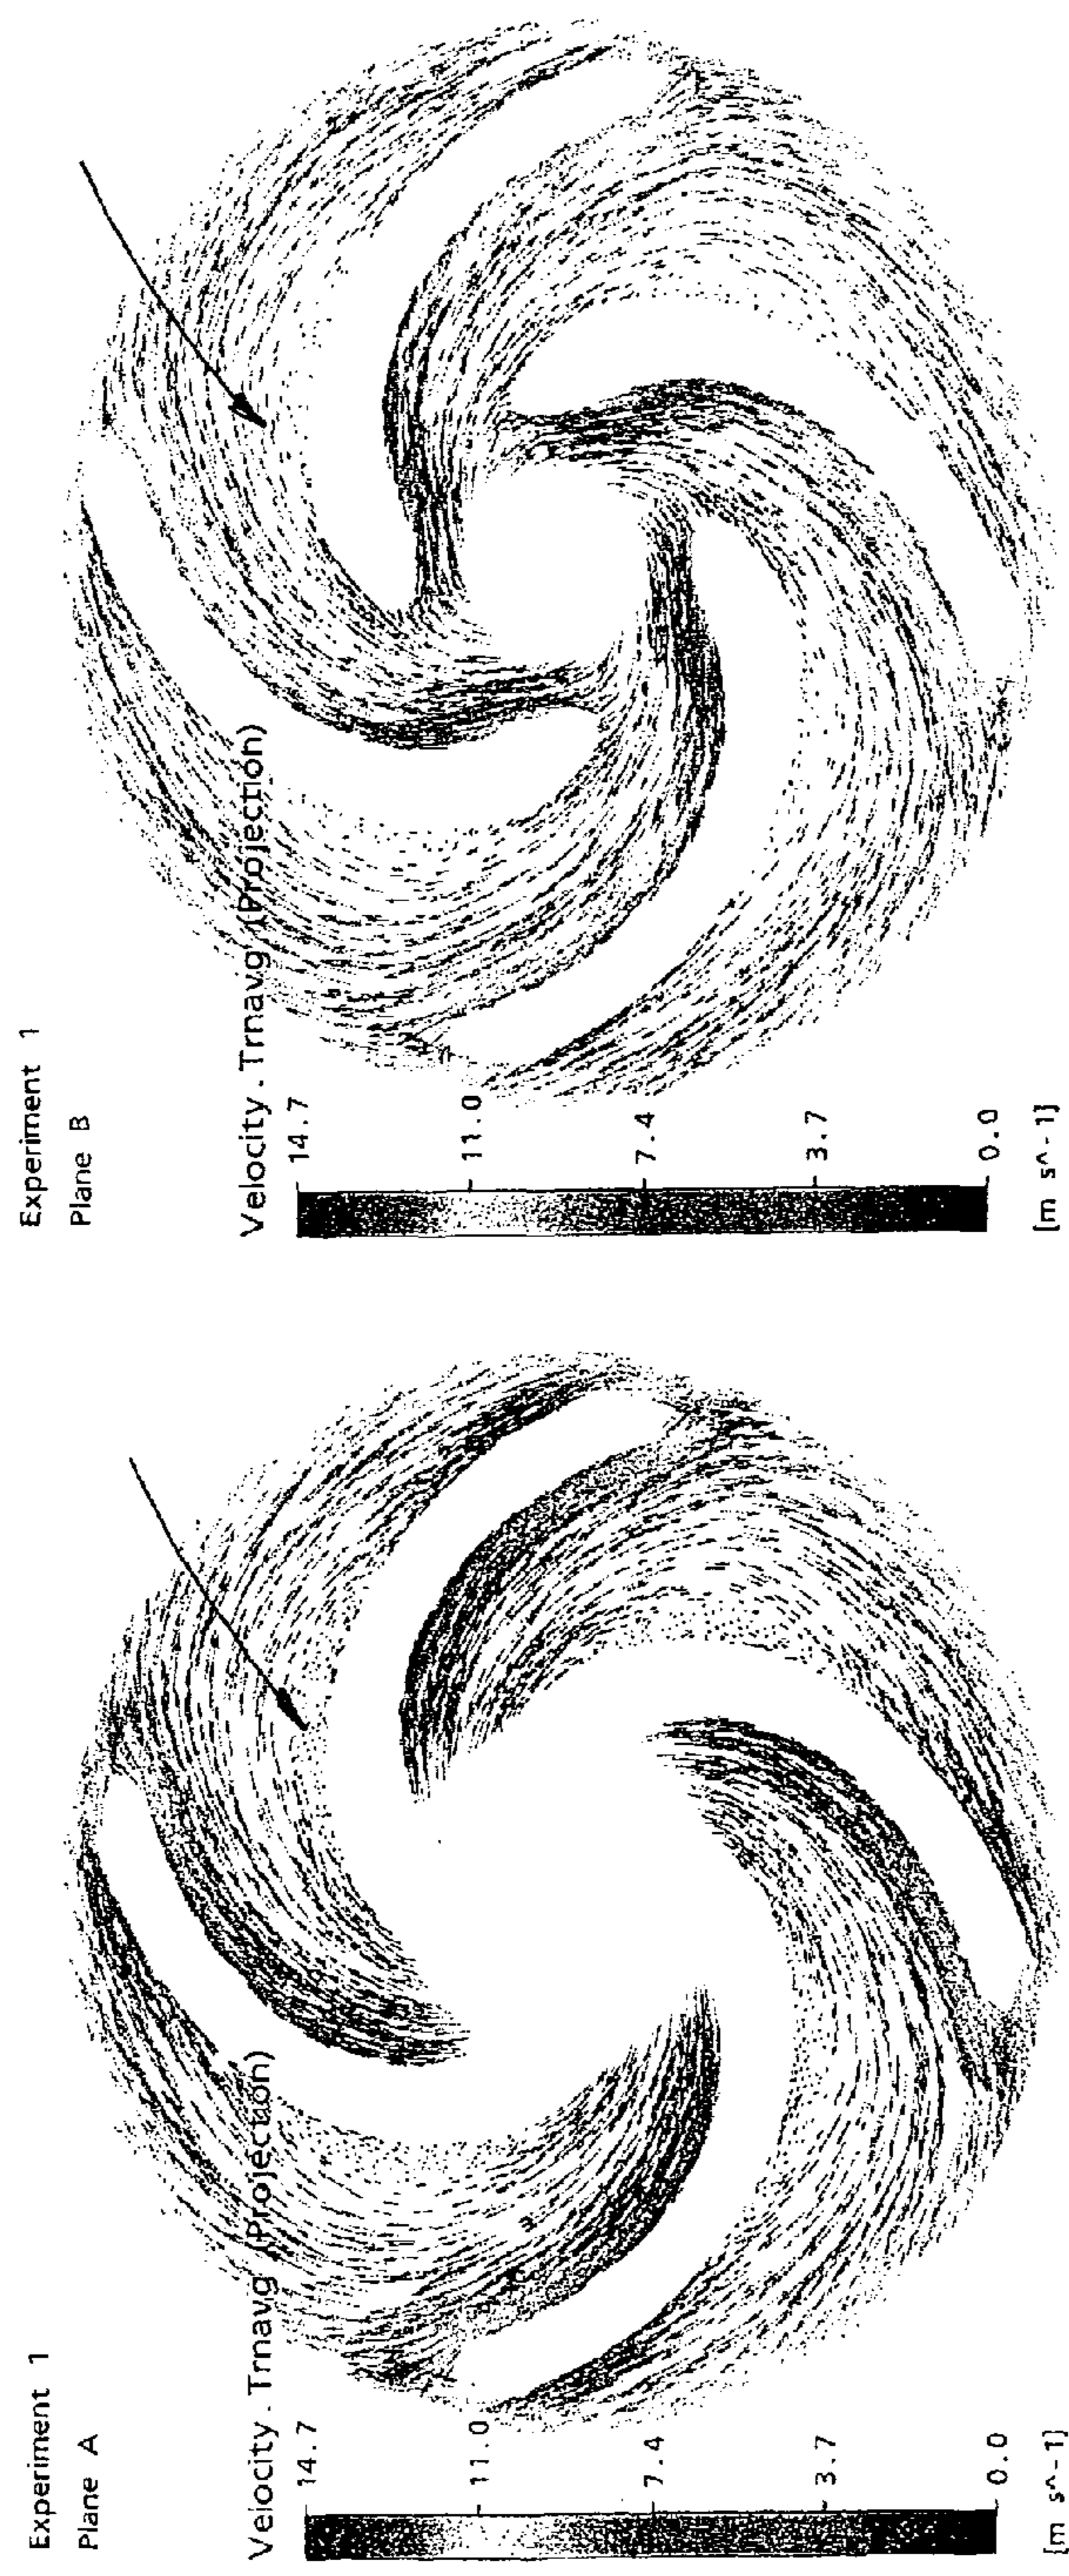 Experiment 1
Plane A
Velocity . Trnavg (Projection)
14.7
11.0
7.4
3.7
0.0
[m s^-1]
Experiment 1
Plane B
Velocity . Trnavg (Projection)
14.7
11.0
7.4
3.7
0.0
[m s^-1]